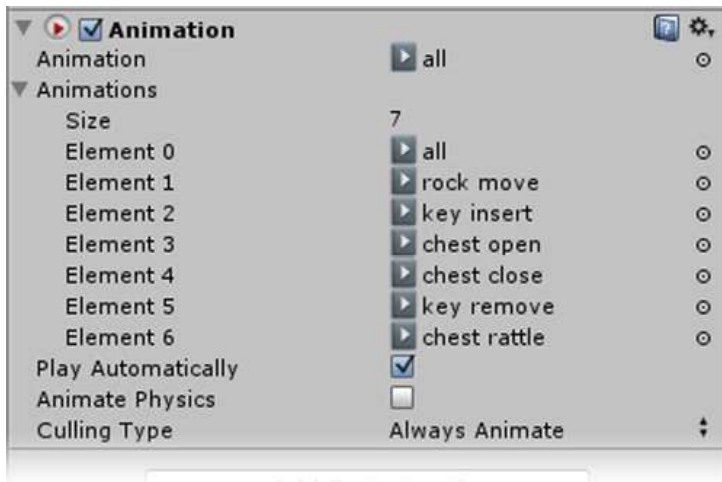 Animation
Animation all
Animations
Size 7
Element 0 all
Element 1 rock move
Element 2 key insert
Element 3 chest open
Element 4 chest close
Element 5 key remove
Element 6 chest rattle
Play Automatically
Animate Physics
Culling Type Always Animate